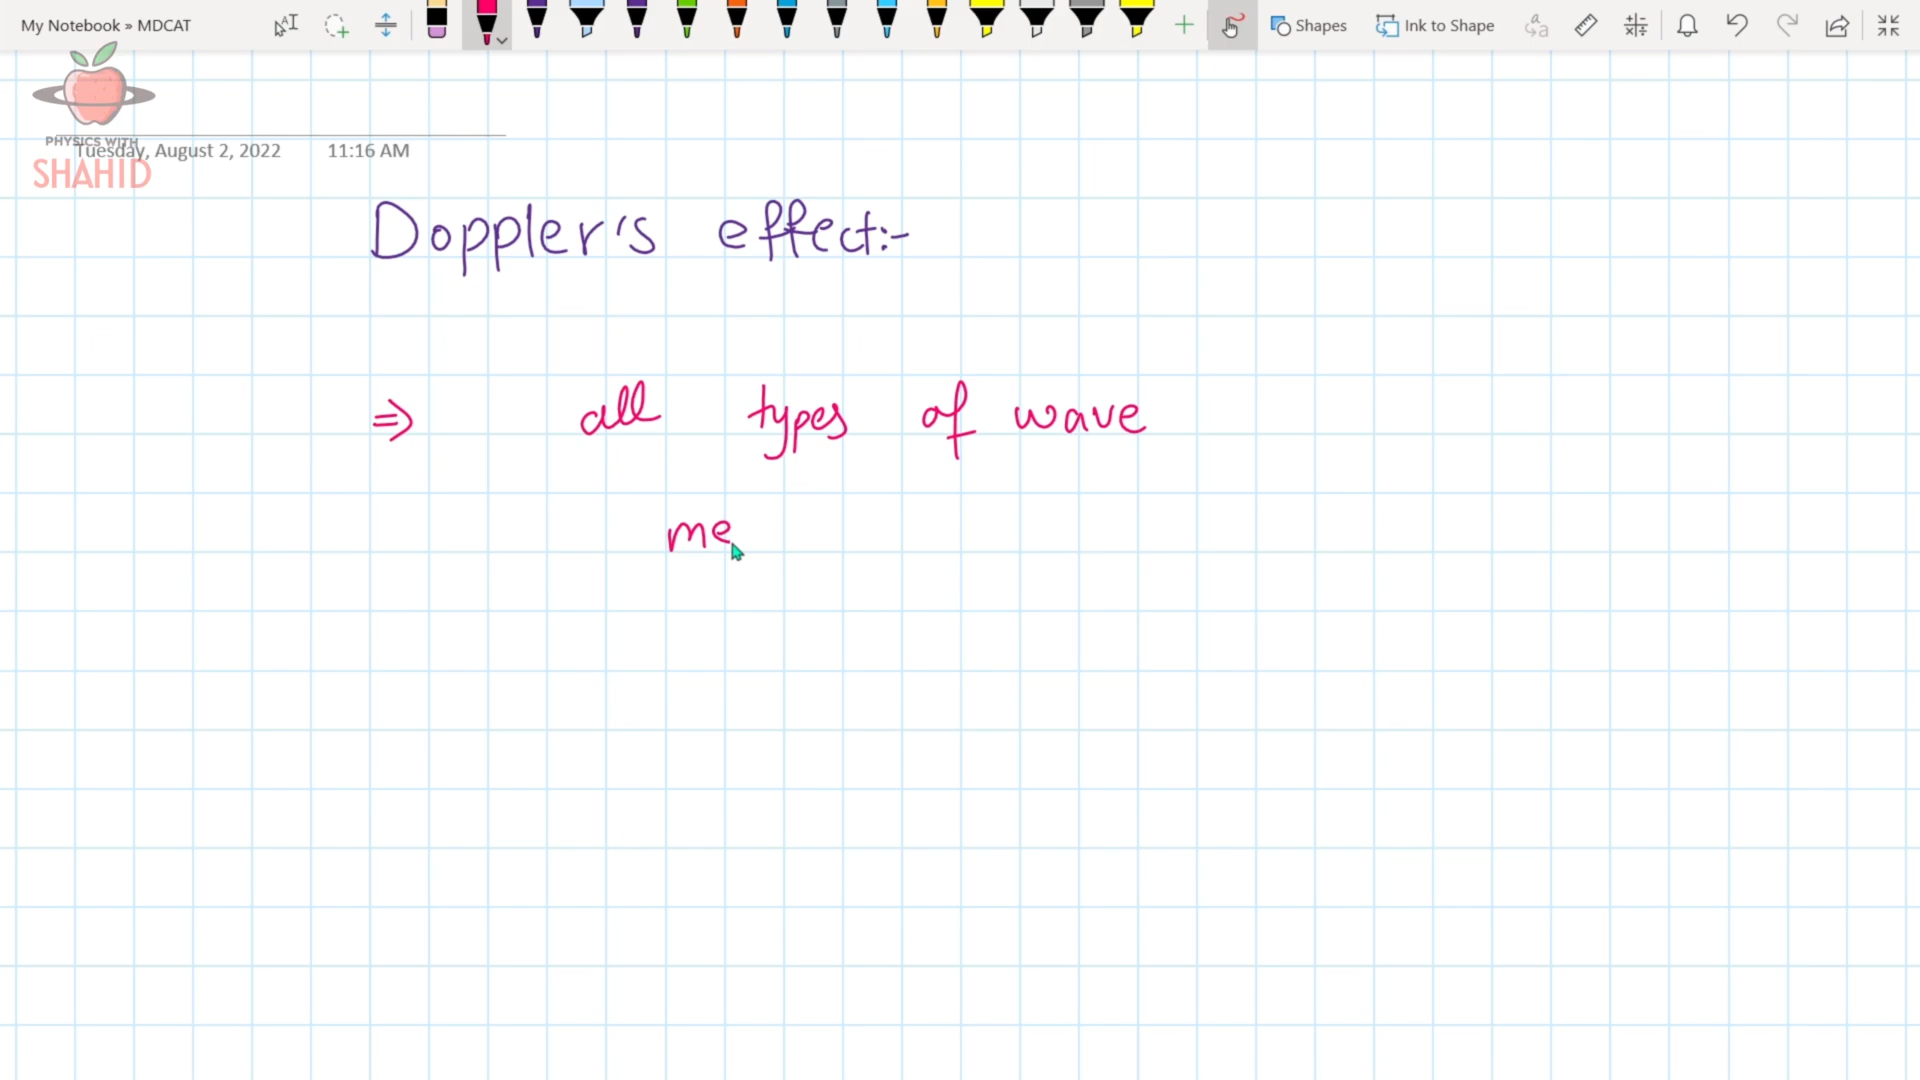 My Notebook » MDCAT
Shapes
Ink to Shape
PHYSICS WITH
SHAHID
Tuesday, August 2, 2022 11:16 AM
Doppler's effect:-
⇒ all types of wave
me